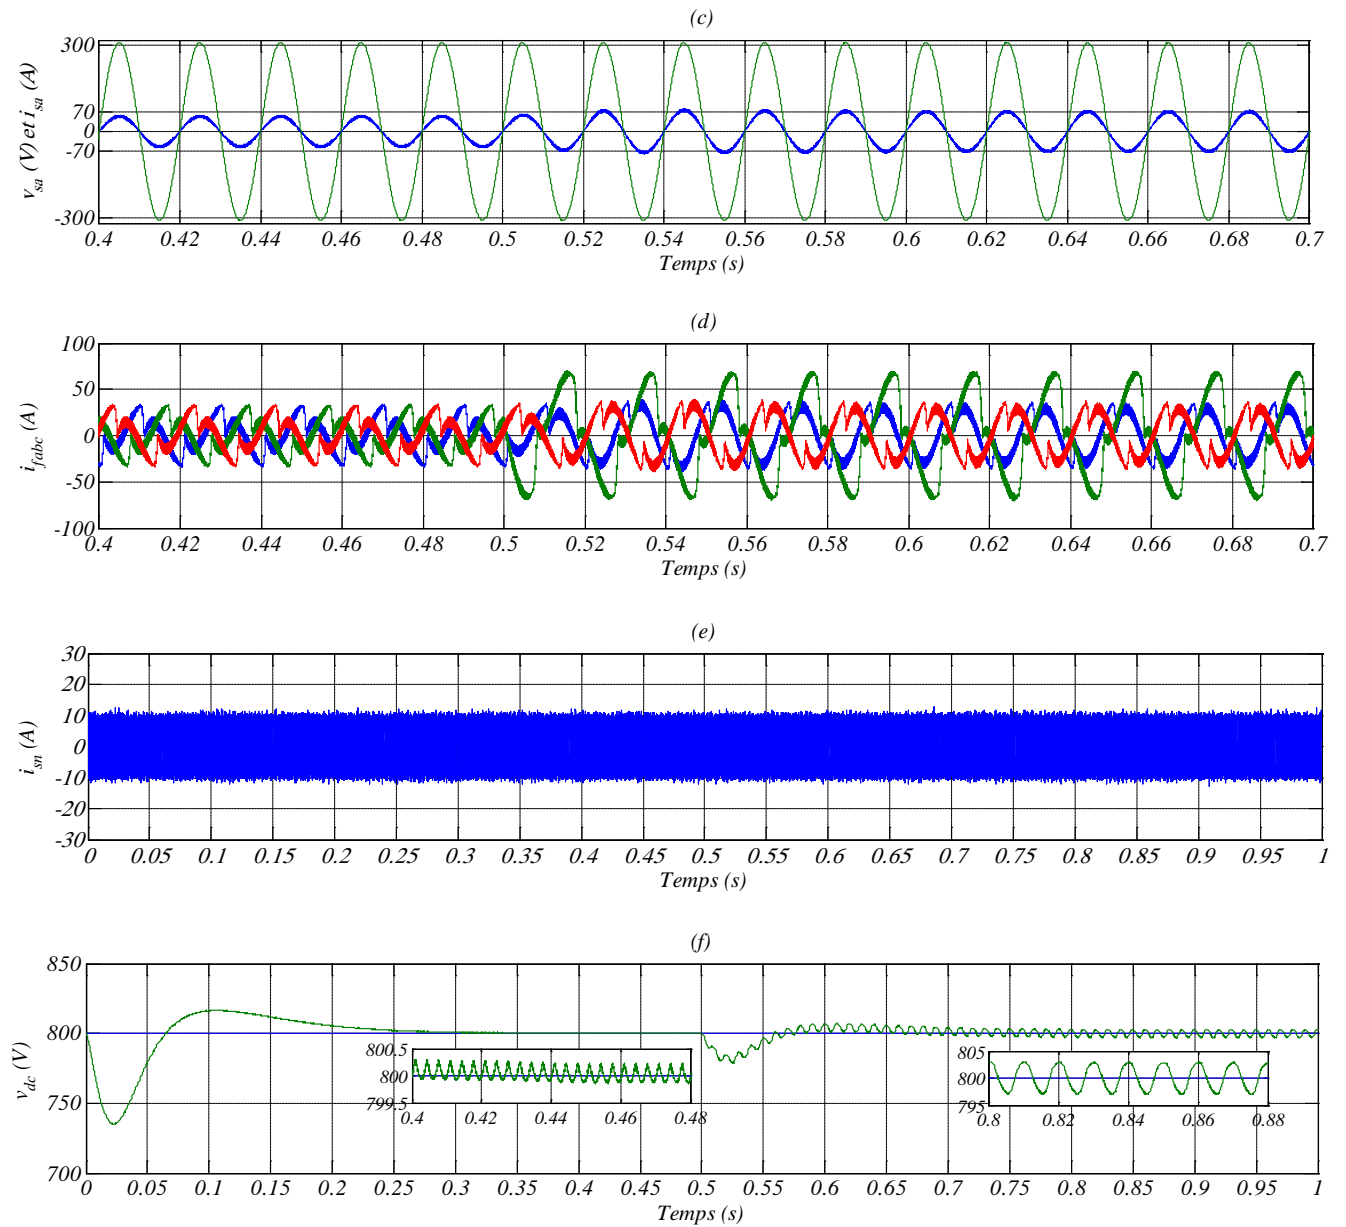 (c)
v_sa (V) et i_sa (A)
300
70
0
-70
-300
0.4 0.42 0.44 0.46 0.48 0.5 0.52 0.54 0.56 0.58 0.6 0.62 0.64 0.66 0.68 0.7
Temps (s)
(d)
i_fabc (A)
100
50
0
-50
-100
0.4 0.42 0.44 0.46 0.48 0.5 0.52 0.54 0.56 0.58 0.6 0.62 0.64 0.66 0.68 0.7
Temps (s)
(e)
i_sn (A)
30
20
10
0
-10
-20
-30
0 0.05 0.1 0.15 0.2 0.25 0.3 0.35 0.4 0.45 0.5 0.55 0.6 0.65 0.7 0.75 0.8 0.85 0.9 0.95 1
Temps (s)
(f)
v_dc (V)
850
800
750
700
800.5
800
799.5
0.4 0.42 0.44 0.46 0.48
805
800
795
0.8 0.82 0.84 0.86 0.88
0 0.05 0.1 0.15 0.2 0.25 0.3 0.35 0.4 0.45 0.5 0.55 0.6 0.65 0.7 0.75 0.8 0.85 0.9 0.95 1
Temps (s)